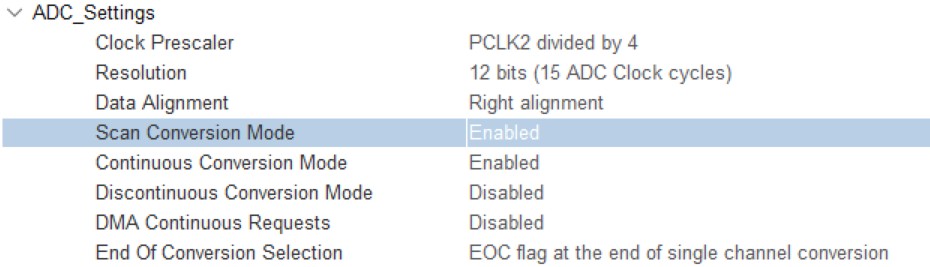 ADC_Settings
Clock Prescaler PCLK2 divided by 4
Resolution 12 bits (15 ADC Clock cycles)
Data Alignment Right alignment
Scan Conversion Mode Enabled
Continuous Conversion Mode Enabled
Discontinuous Conversion Mode Disabled
DMA Continuous Requests Disabled
End Of Conversion Selection EOC flag at the end of single channel conversion